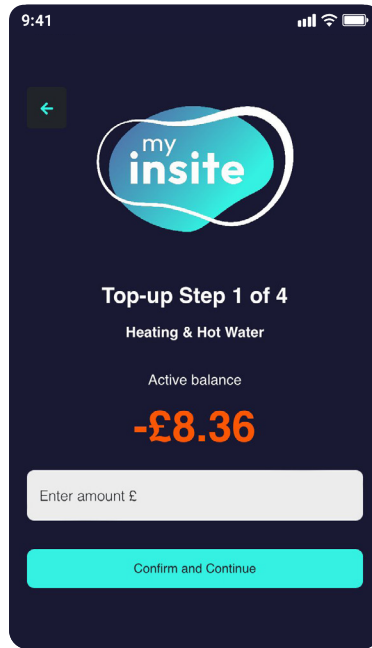 9:41
my
insite
Top-up Step 1 of 4
Heating & Hot Water
Active balance
-£8.36
Enter amount £
Confirm and Continue